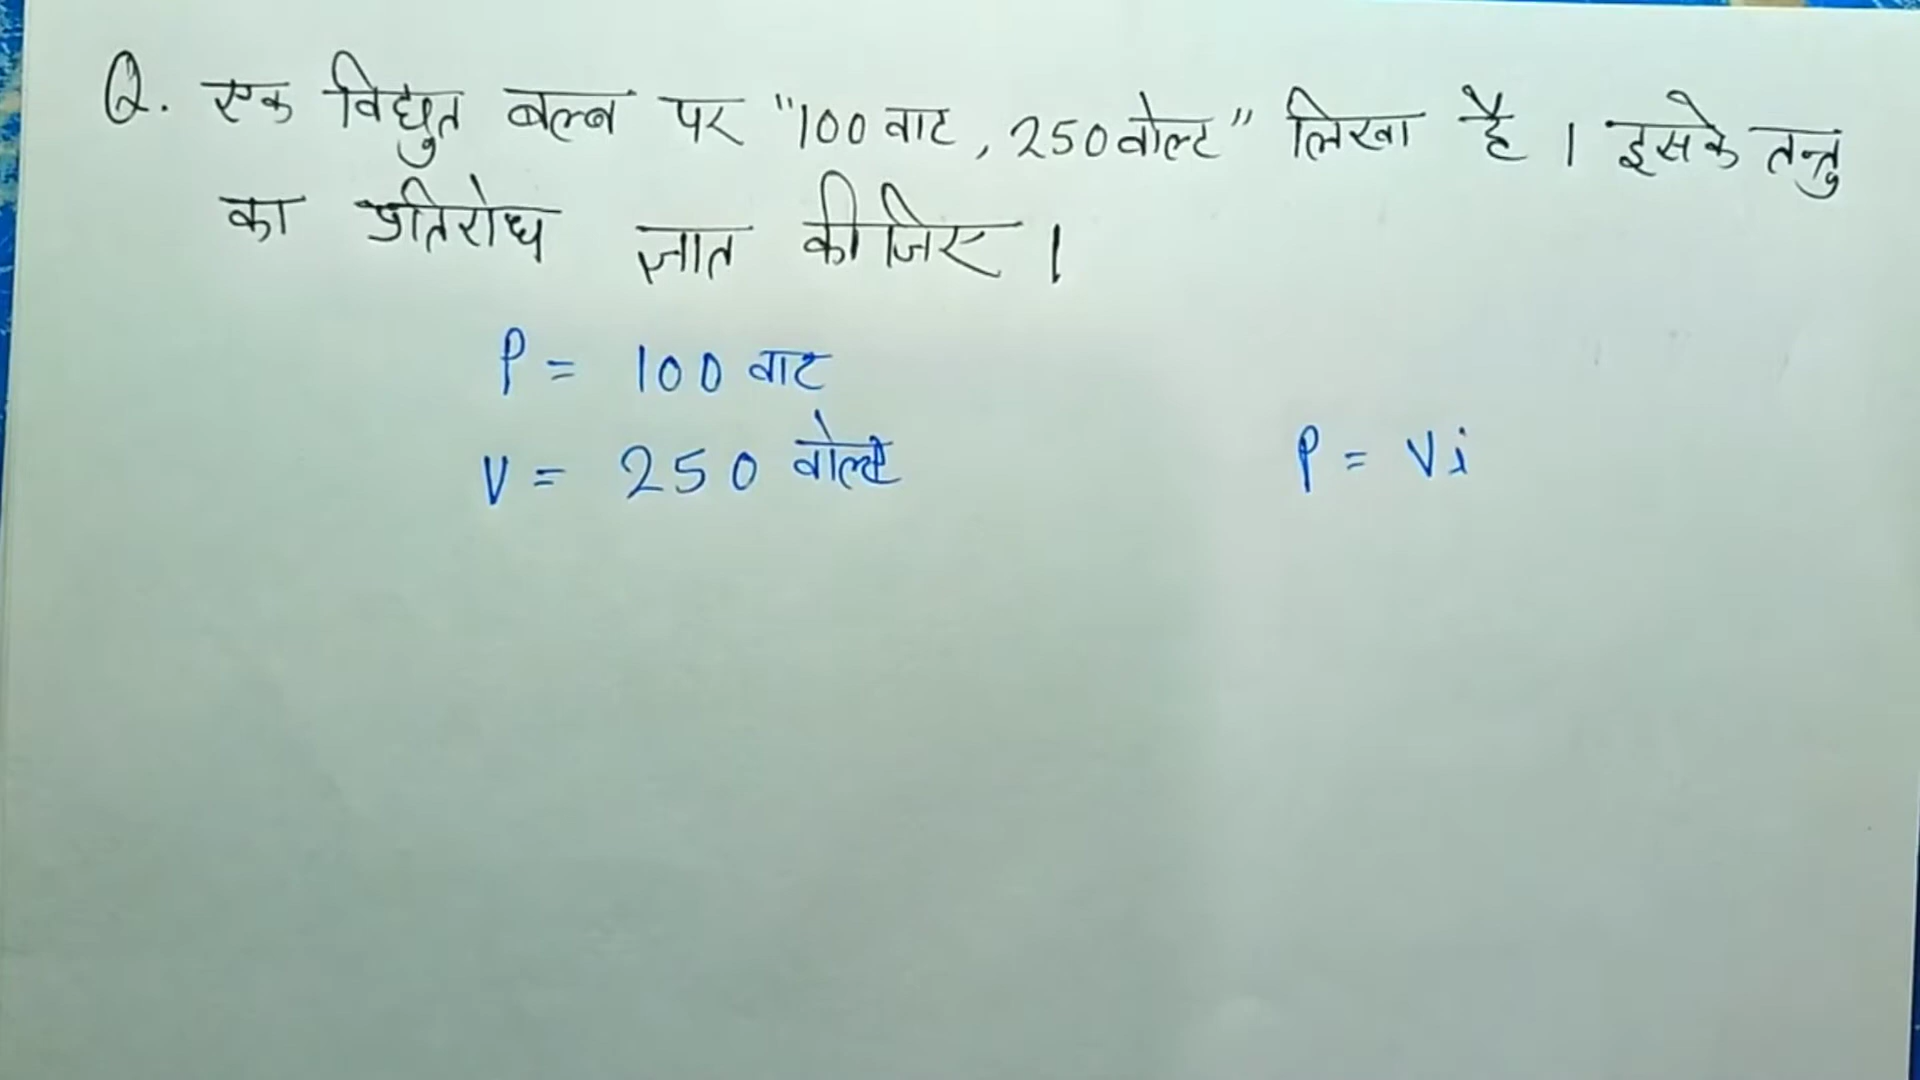 Q. एक विद्युत बल्ब पर "100 वाट, 250 वोल्ट" लिखा है । इसके तन्तु
का प्रतिरोध ज्ञात कीजिए ।
P = 100 वाट
V = 250 वोल्ट
P = Vi